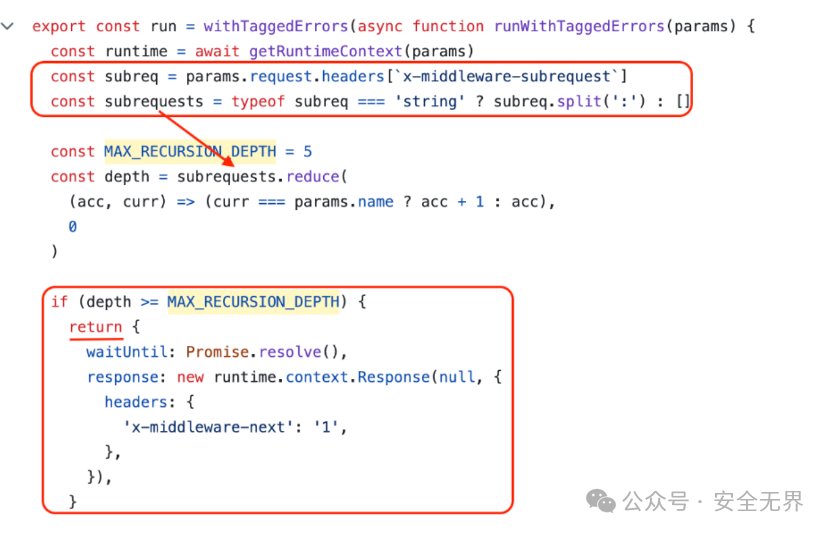 export const run = withTaggedErrors(async function runWithTaggedErrors(params) {
const runtime = await getRuntimeContext(params)
const subreq = params.request.headers[`x-middleware-subrequest`]
const subrequests = typeof subreq === 'string' ? subreq.split(':') : []
const MAX_RECURSION_DEPTH = 5
const depth = subrequests.reduce(
(acc, curr) => (curr === params.name ? acc + 1 : acc),
0
)
if (depth >= MAX_RECURSION_DEPTH) {
return {
waitUntil: Promise.resolve(),
response: new runtime.context.Response(null, {
headers: {
'x-middleware-next': '1',
},
}),
}
公众号 · 安全无界